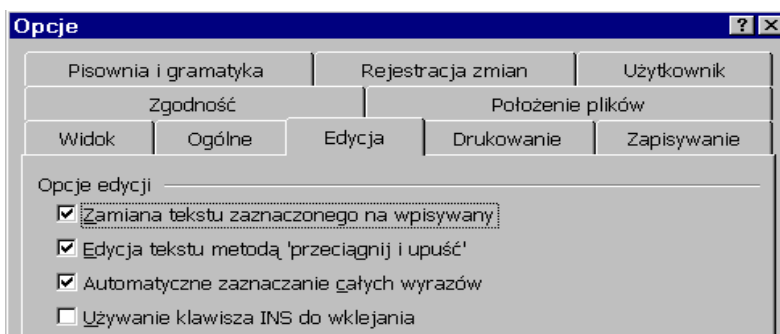 Opcje
Pisownia i gramatyka Rejestracja zmian Użytkownik
Zgodność Położenie plików
Widok Ogólne Edycja Drukowanie Zapisywanie
Opcje edycji
Zamiana tekstu zaznaczonego na wpisywany
Edycja tekstu metodą 'przeciągnij i upuść'
Automatyczne zaznaczanie całych wyrazów
Używanie klawisza INS do wklejania